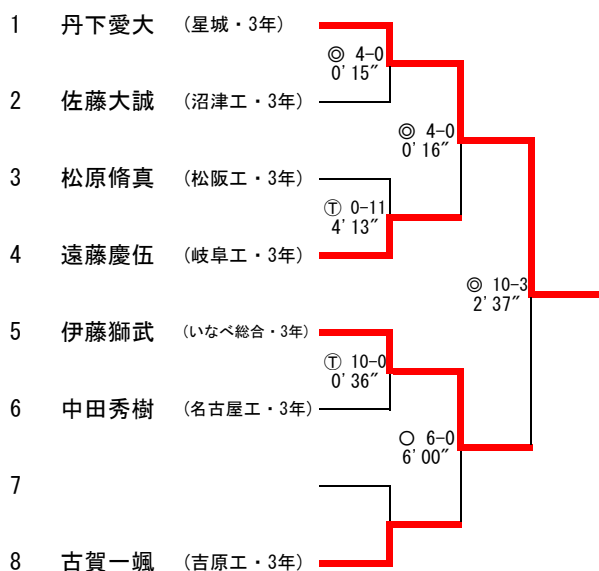 1 丹下愛大 (星城・3年)
◎ 4-0
0'15″
2 佐藤大誠 (沼津工・3年)
◎ 4-0
0'16″
3 松原脩真 (松阪工・3年)
Ⓣ 0-11
4'13″
4 遠藤慶伍 (岐阜工・3年)
◎ 10-3
2'37″
5 伊藤獅武 (いなべ総合・3年)
Ⓣ 10-0
0'36″
6 中田秀樹 (名古屋工・3年)
○ 6-0
6'00″
7
8 古賀一颯 (吉原工・3年)